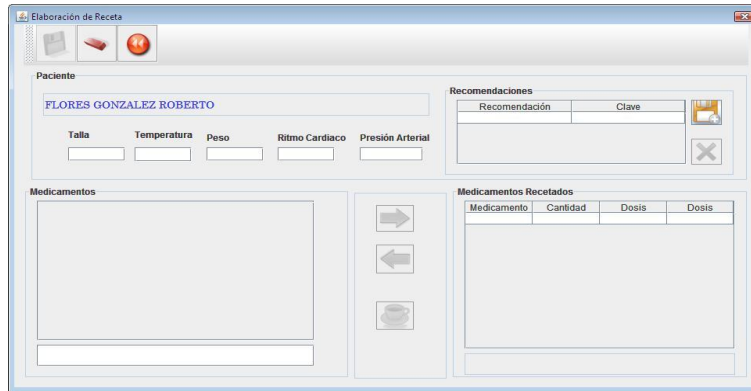 Elaboración de Receta
Paciente
FLORES GONZALEZ ROBERTO
Talla Temperatura Peso Ritmo Cardiaco Presión Arterial
Recomendaciones
Recomendación Clave
Medicamentos
Medicamentos Recetados
Medicamento Cantidad Dosis Dosis